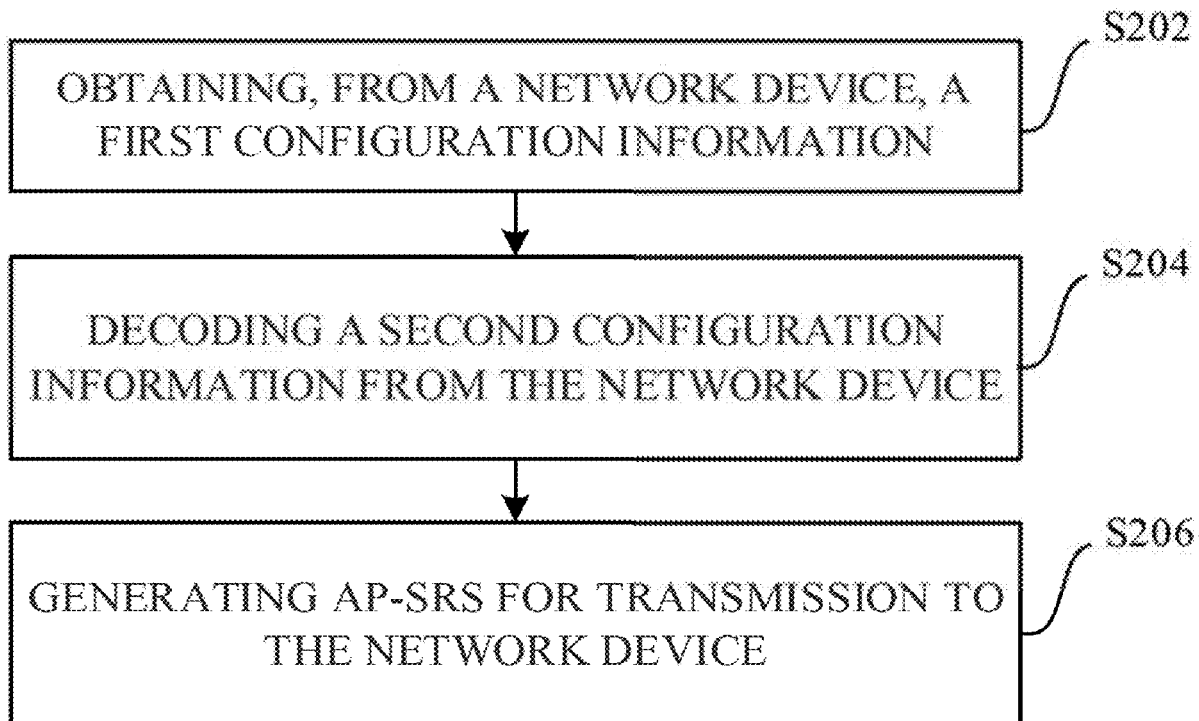 S202
OBTAINING, FROM A NETWORK DEVICE, A
FIRST CONFIGURATION INFORMATION
S204
DECODING A SECOND CONFIGURATION
INFORMATION FROM THE NETWORK DEVICE
S206
GENERATING AP-SRS FOR TRANSMISSION TO
THE NETWORK DEVICE